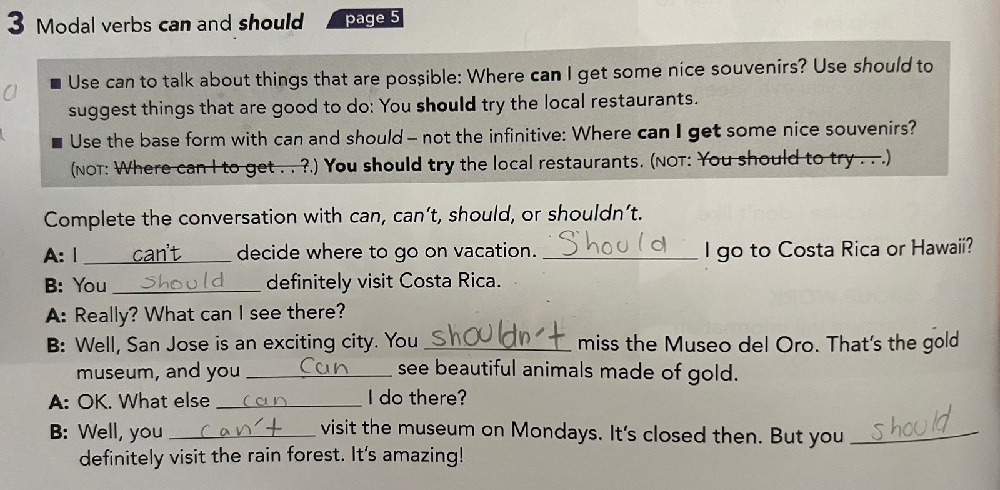 3 Modal verbs can and should page 5
■ Use can to talk about things that are possible: Where can I get some nice souvenirs? Use should to
suggest things that are good to do: You should try the local restaurants.
■ Use the base form with can and should – not the infinitive: Where can I get some nice souvenirs?
(NOT: Where can I to get . . ?.) You should try the local restaurants. (NOT: You should to try . . .)
Complete the conversation with can, can't, should, or shouldn't.
A: I can't decide where to go on vacation. Should I go to Costa Rica or Hawaii?
B: You should definitely visit Costa Rica.
A: Really? What can I see there?
B: Well, San Jose is an exciting city. You shouldn't miss the Museo del Oro. That's the gold
museum, and you Can see beautiful animals made of gold.
A: OK. What else can I do there?
B: Well, you can't visit the museum on Mondays. It's closed then. But you should
definitely visit the rain forest. It's amazing!